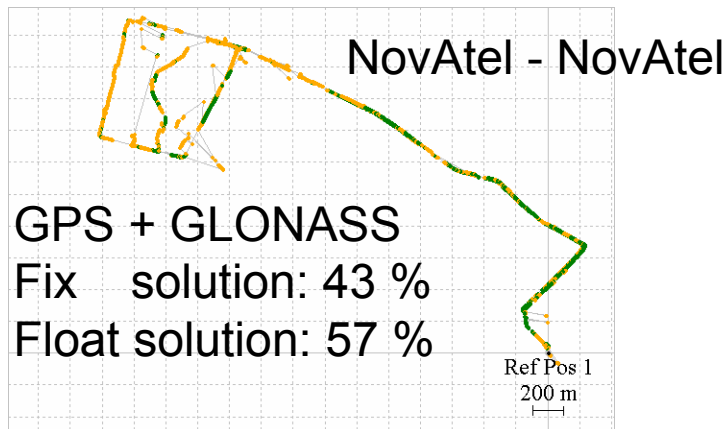 NovAtel - NovAtel
GPS + GLONASS
Fix solution: 43 %
Float solution: 57 %
Ref Pos 1
200 m